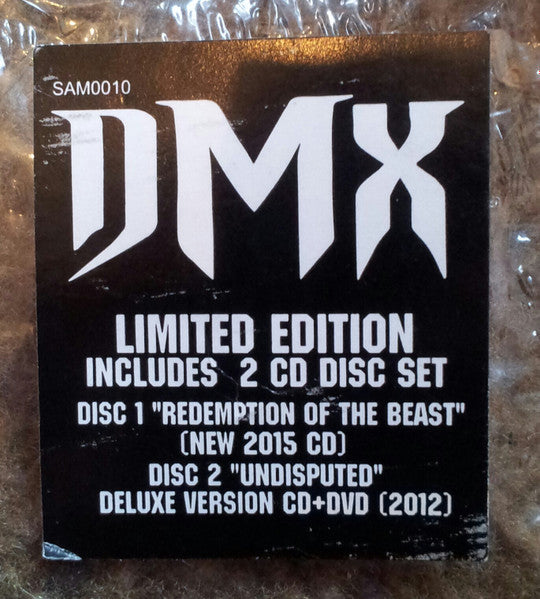 SAM0010
DMX
LIMITED EDITION
INCLUDES 2 CD DISC SET
DISC 1 "REDEMPTION OF THE BEAST"
(NEW 2015 CD)
DISC 2 "UNDISPUTED"
DELUXE VERSION CD+DVD (2012)